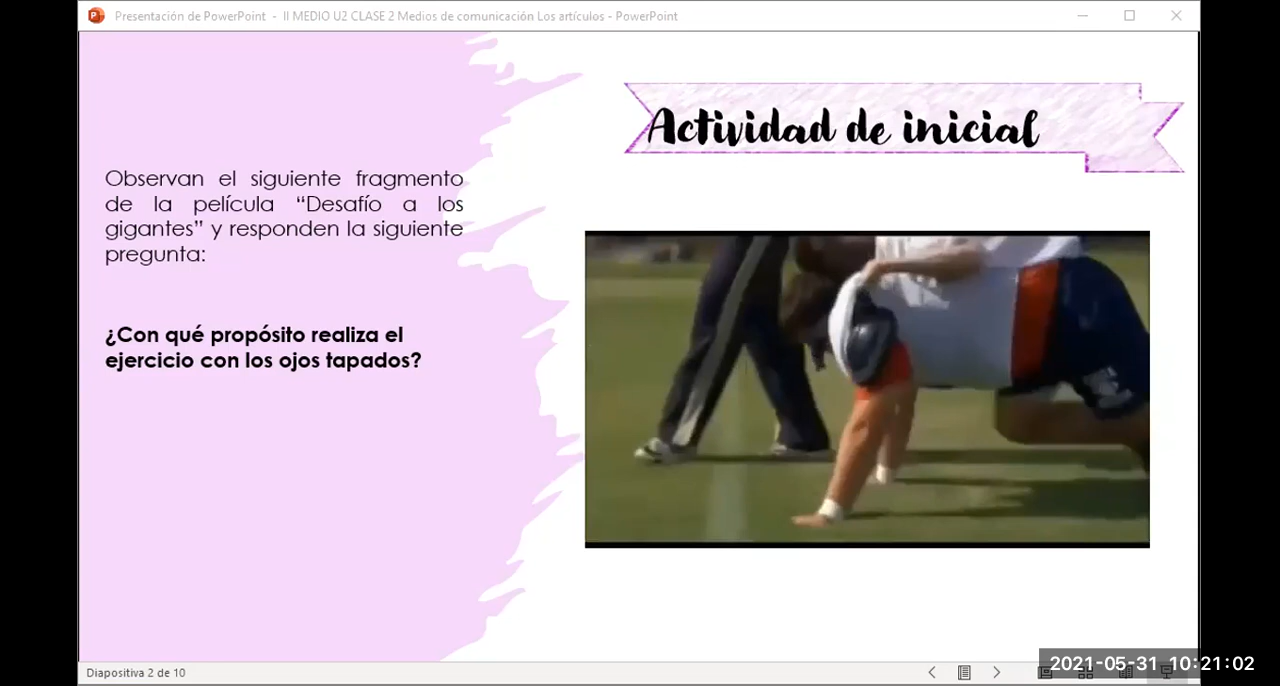 Presentación de PowerPoint - II MEDIO U2 CLASE 2 Medios de comunicación Los artículos - PowerPoint
Actividad de inicial
Observan el siguiente fragmento
de la película “Desafío a los
gigantes” y responden la siguiente
pregunta:
¿Con qué propósito realiza el
ejercicio con los ojos tapados?
Diapositiva 2 de 10
2021-05-31 10:21:02